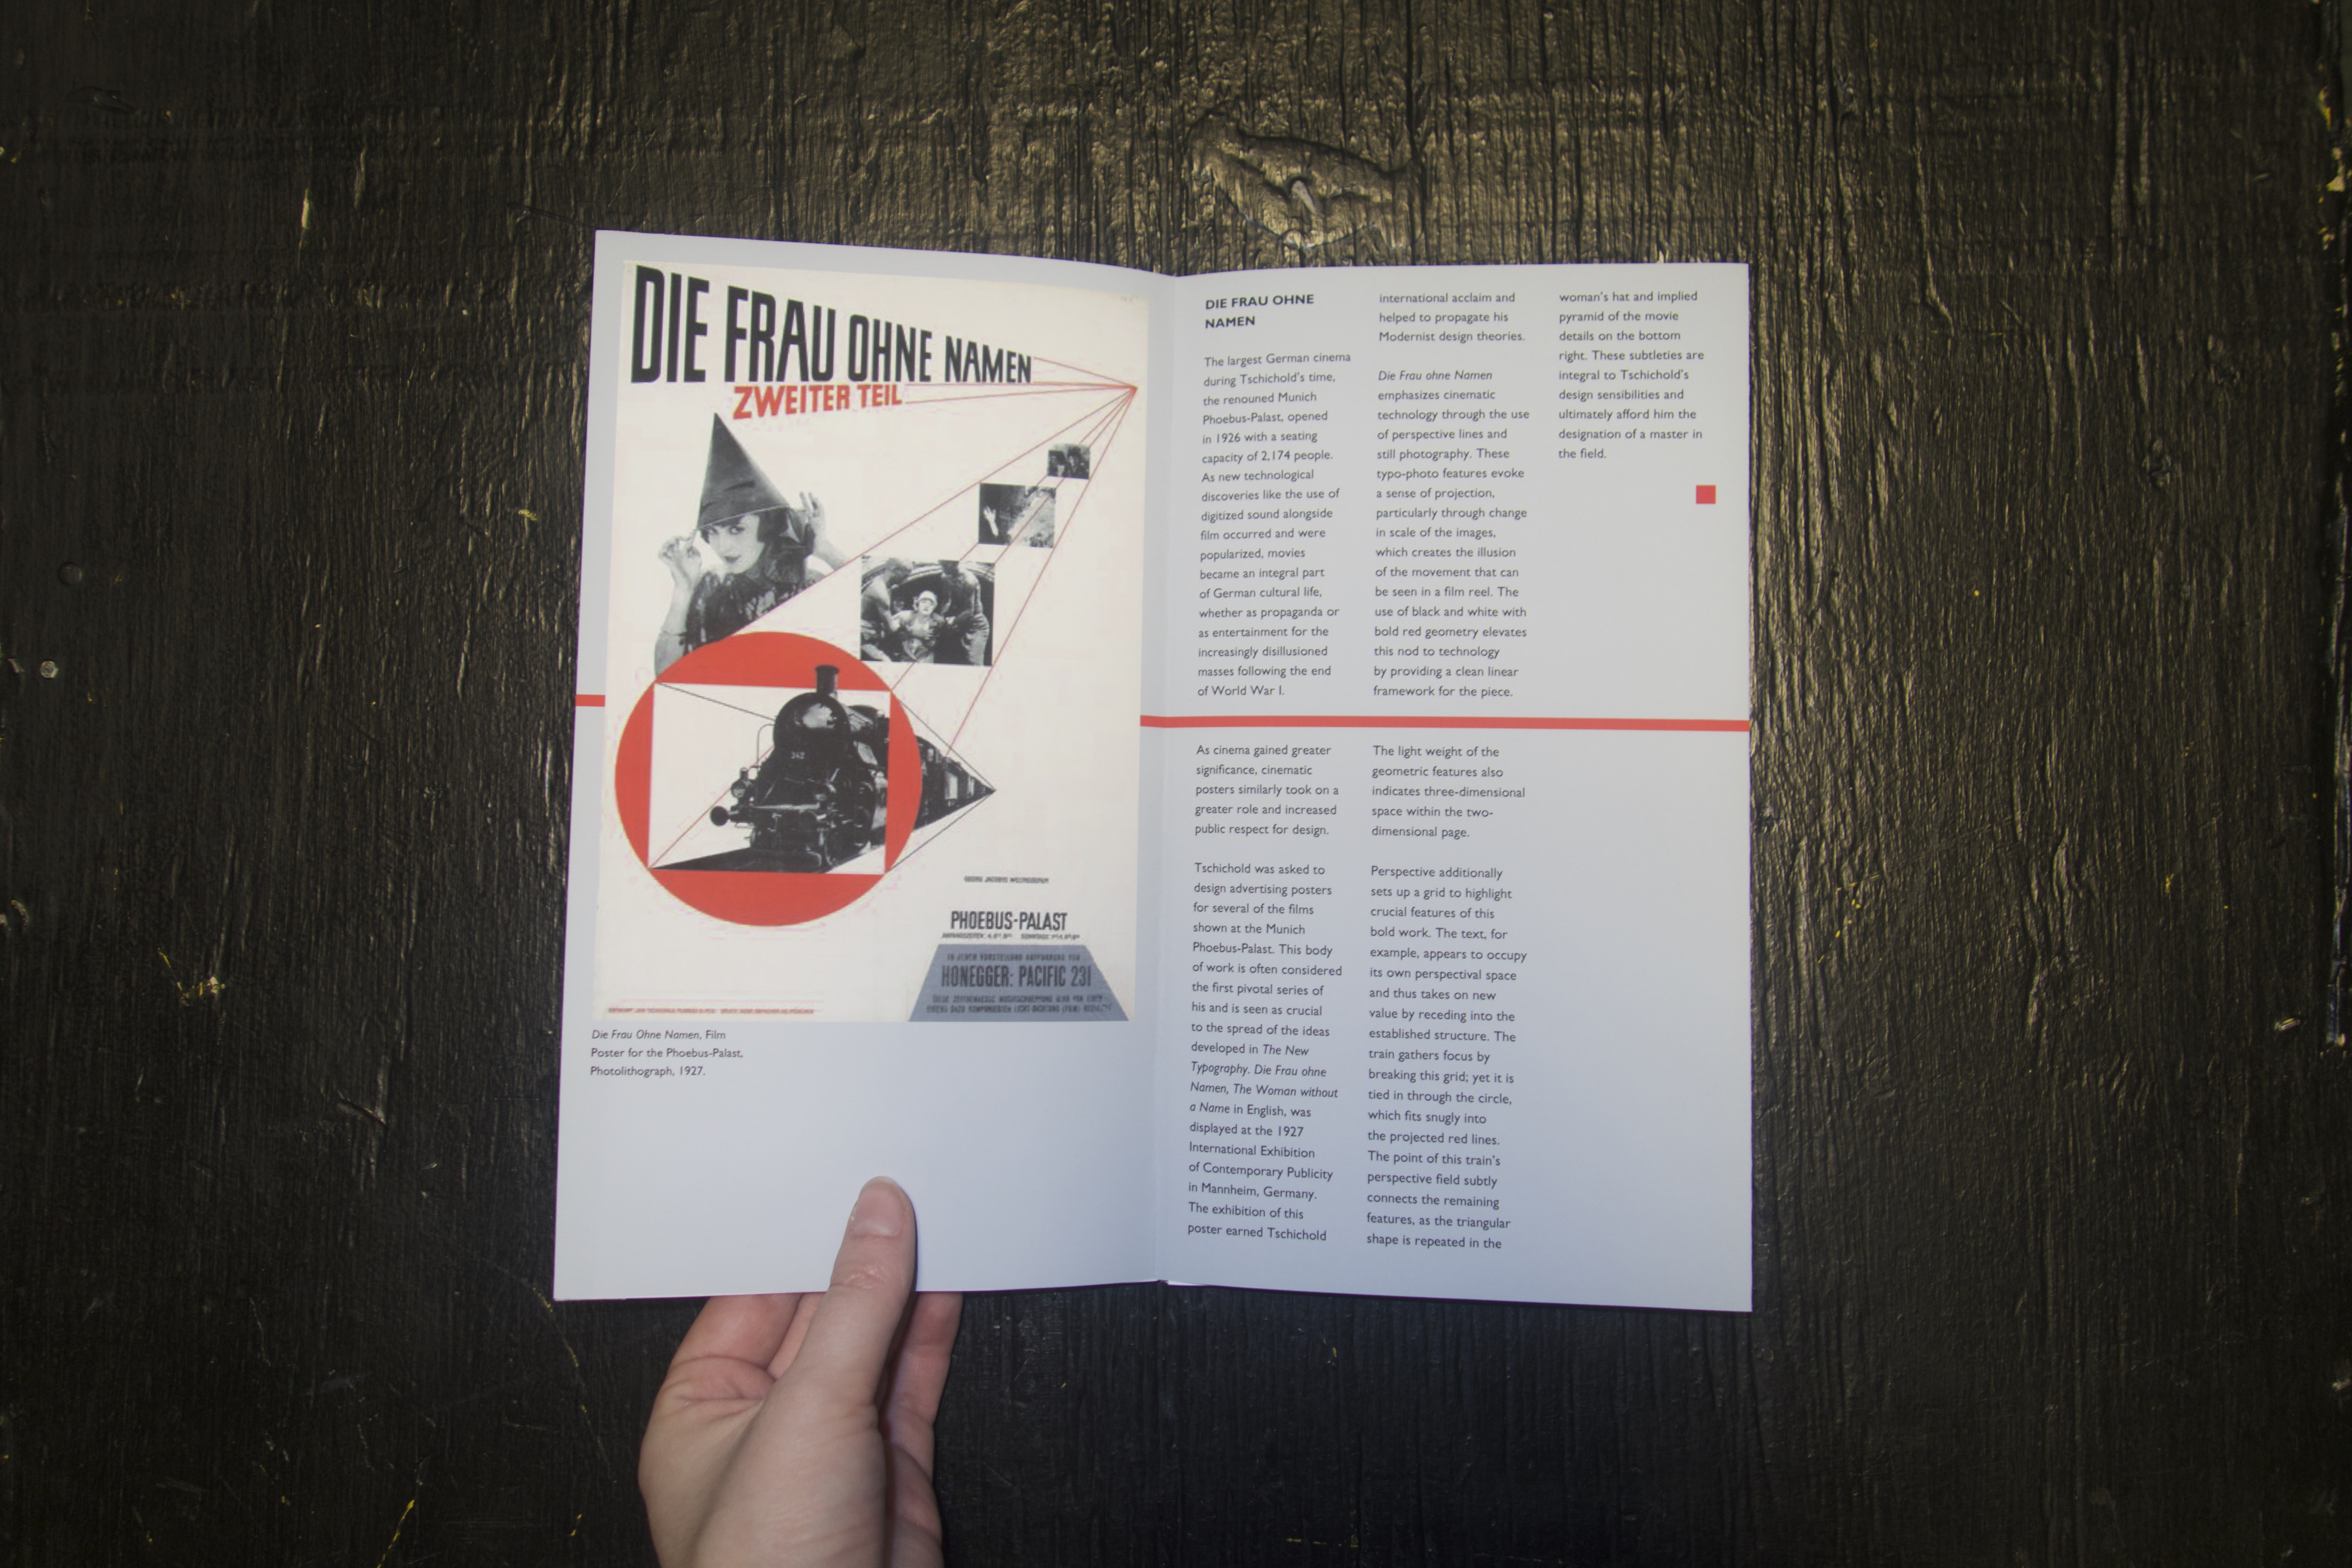 DIE FRAU OHNE NAMEN
ZWEITER TEIL
342
PHOEBUS-PALAST
HONEGGER: PACIFIC 231
Die Frau Ohne Namen, Film
Poster for the Phoebus-Palast,
Photolithograph, 1927.
DIE FRAU OHNE
NAMEN
The largest German cinema
during Tschichold's time,
the renouned Munich
Phoebus-Palast, opened
in 1926 with a seating
capacity of 2,174 people.
As new technological
discoveries like the use of
digitized sound alongside
film occurred and were
popularized, movies
became an integral part
of German cultural life,
whether as propaganda or
as entertainment for the
increasingly disillusioned
masses following the end
of World War I.
As cinema gained greater
significance, cinematic
posters similarly took on a
greater role and increased
public respect for design.
Tschichold was asked to
design advertising posters
for several of the films
shown at the Munich
Phoebus-Palast. This body
of work is often considered
the first pivotal series of
his and is seen as crucial
to the spread of the ideas
developed in The New
Typography. Die Frau ohne
Namen, The Woman without
a Name in English, was
displayed at the 1927
International Exhibition
of Contemporary Publicity
in Mannheim, Germany.
The exhibition of this
poster earned Tschichold
international acclaim and
helped to propagate his
Modernist design theories.
Die Frau ohne Namen
emphasizes cinematic
technology through the use
of perspective lines and
still photography. These
typo-photo features evoke
a sense of projection,
particularly through change
in scale of the images,
which creates the illusion
of the movement that can
be seen in a film reel. The
use of black and white with
bold red geometry elevates
this nod to technology
by providing a clean linear
framework for the piece.
The light weight of the
geometric features also
indicates three-dimensional
space within the two-
dimensional page.
Perspective additionally
sets up a grid to highlight
crucial features of this
bold work. The text, for
example, appears to occupy
its own perspectival space
and thus takes on new
value by receding into the
established structure. The
train gathers focus by
breaking this grid; yet it is
tied in through the circle,
which fits snugly into
the projected red lines.
The point of this train's
perspective field subtly
connects the remaining
features, as the triangular
shape is repeated in the
woman's hat and implied
pyramid of the movie
details on the bottom
right. These subtleties are
integral to Tschichold's
design sensibilities and
ultimately afford him the
designation of a master in
the field.